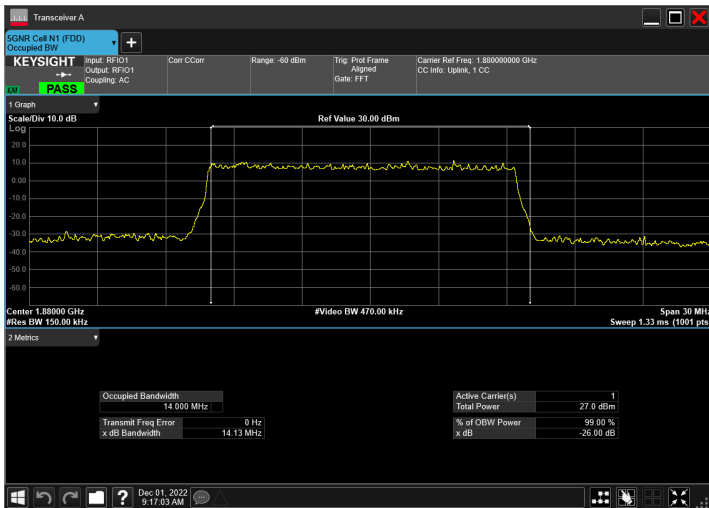 Transceiver A
5GNR Cell N1 (FDD)
Occupied BW
KEYSIGHT
PASS
Input: RFIO1
Output: RFIO1
Coupling: AC
Corr CCorr
Range: -60 dBm
Trig: Prot Frame
Aligned
Gate: FFT
Carrier Ref Freq: 1.880000000 GHz
CC Info: Uplink, 1 CC
1 Graph
Scale/Div 10.0 dB
Ref Value 30.00 dBm
Log
20.0
10.0
0.00
-10.0
-20.0
-30.0
-40.0
-50.0
-60.0
Center 1.88000 GHz
#Video BW 470.00 kHz
Span 30 MHz
#Res BW 150.00 kHz
Sweep 1.33 ms (1001 pts
2 Metrics
Occupied Bandwidth
14.000 MHz
Transmit Freq Error 0 Hz
x dB Bandwidth 14.13 MHz
Active Carrier(s) 1
Total Power 27.0 dBm
% of OBW Power 99.00 %
x dB -26.00 dB
?
Dec 01, 2022
9:17:03 AM